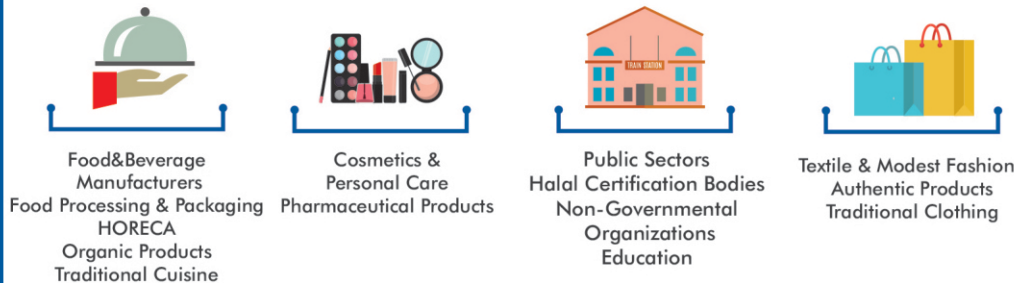 TRAIN STATION
Food&Beverage
Manufacturers
Food Processing & Packaging
HORECA
Organic Products
Traditional Cuisine
Cosmetics &
Personal Care
Pharmaceutical Products
Public Sectors
Halal Certification Bodies
Non-Governmental
Organizations
Education
Textile & Modest Fashion
Authentic Products
Traditional Clothing